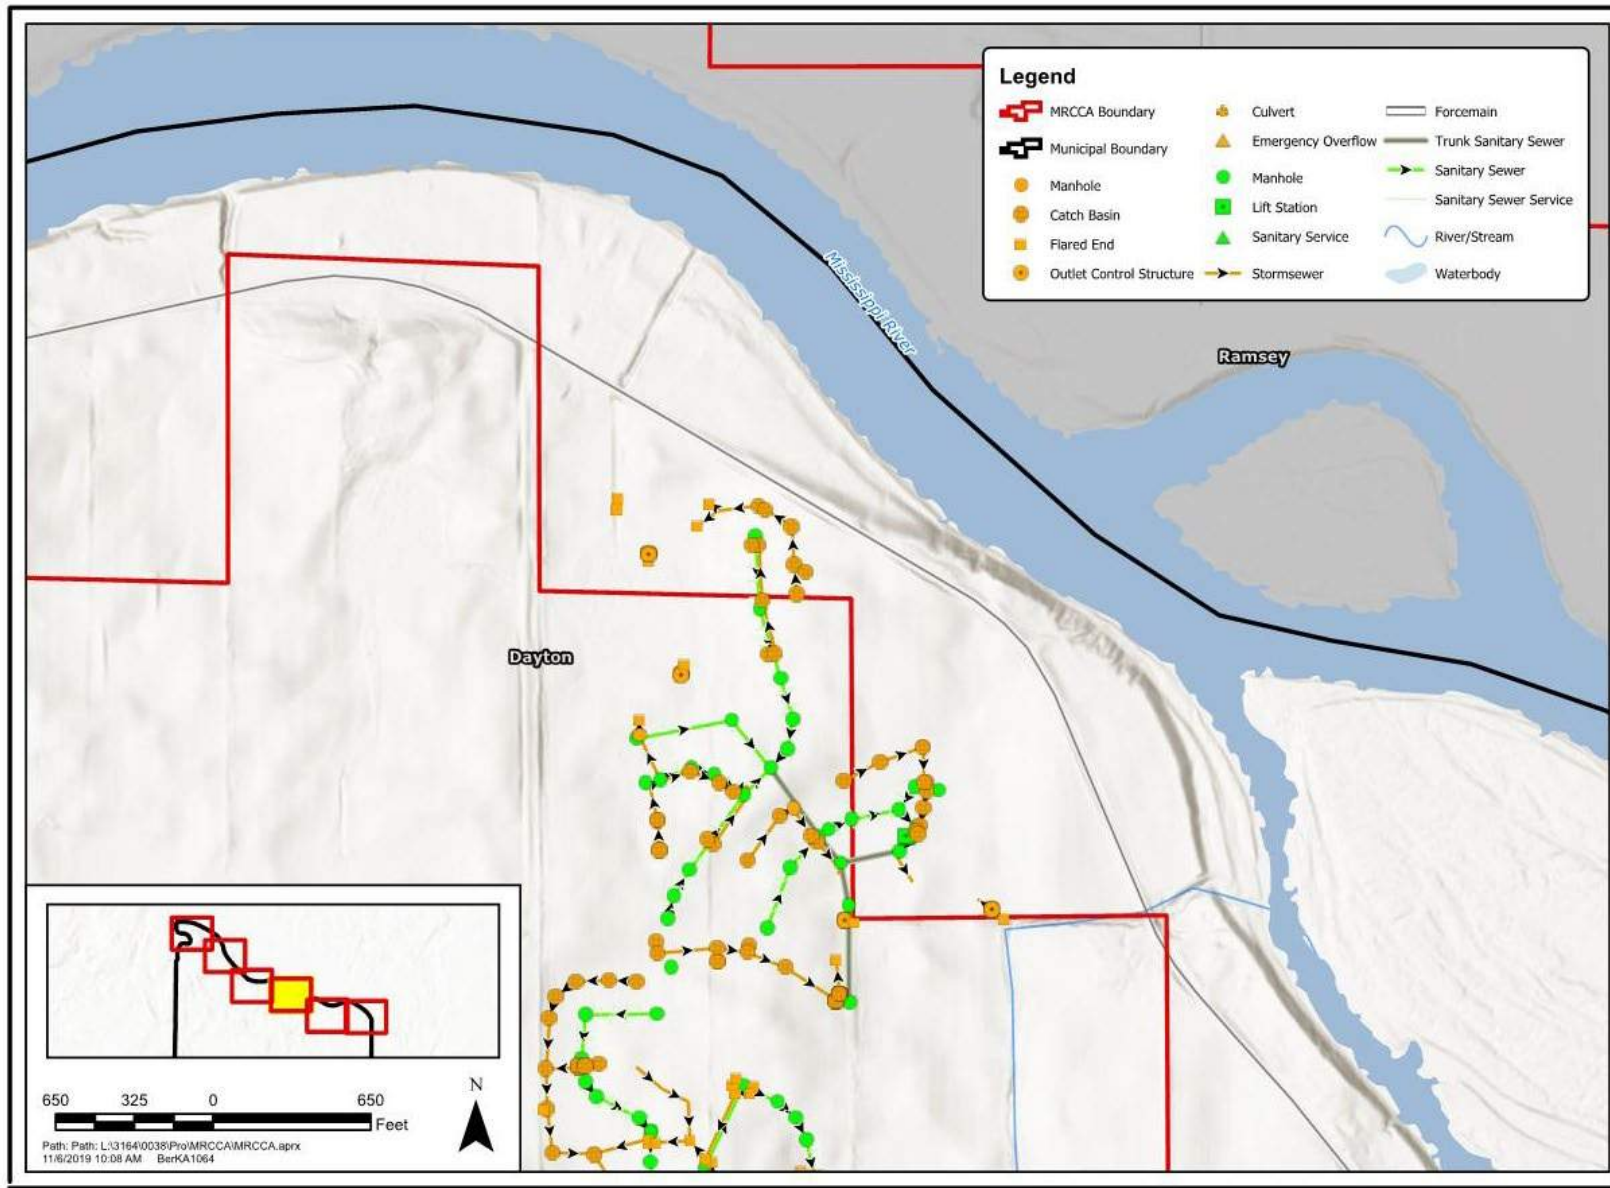 Legend
MRCCA Boundary
Municipal Boundary
Manhole
Catch Basin
Flared End
Outlet Control Structure
Culvert
Emergency Overflow
Manhole
Lift Station
Sanitary Service
Stormsewer
Forcemain
Trunk Sanitary Sewer
Sanitary Sewer
Sanitary Sewer Service
River/Stream
Waterbody
Mississippi River
Ramsey
Dayton
N
650 325 0 650
Feet
Path: Path: L:\3164\0038\Pro\MRCCA\MRCCA.aprx
11/6/2019 10:08 AM BerKA1064